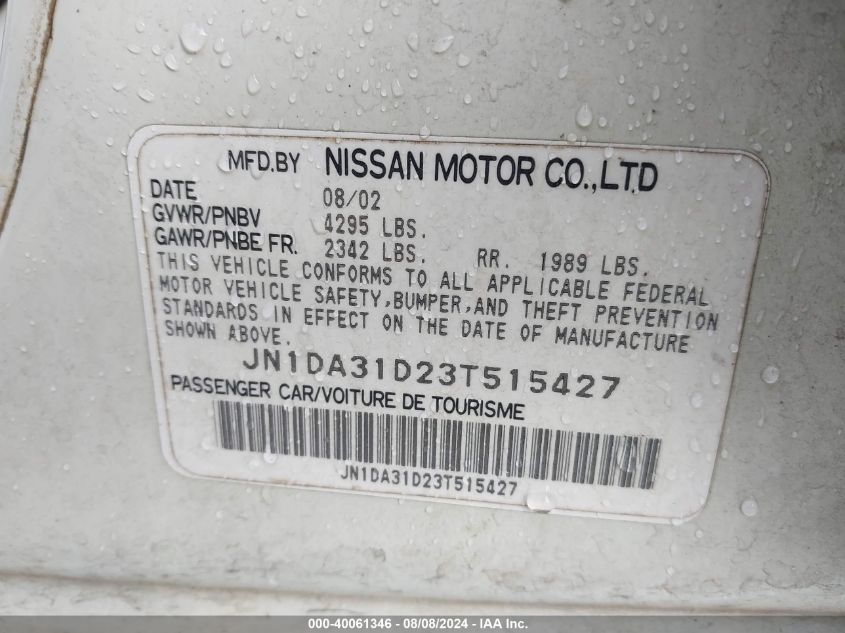 MFD.BY NISSAN MOTOR CO.,LTD
DATE 08/02
GVWR/PNBV 4295 LBS.
GAWR/PNBE FR. 2342 LBS. RR. 1989 LBS.
THIS VEHICLE CONFORMS TO ALL APPLICABLE FEDERAL
MOTOR VEHICLE SAFETY,BUMPER,AND THEFT PREVENTION
STANDARDS IN EFFECT ON THE DATE OF MANUFACTURE
SHOWN ABOVE.
JN1DA31D23T515427
PASSENGER CAR/VOITURE DE TOURISME
JN1DA31D23T515427
000-40061346 - 08/08/2024 - IAA Inc.